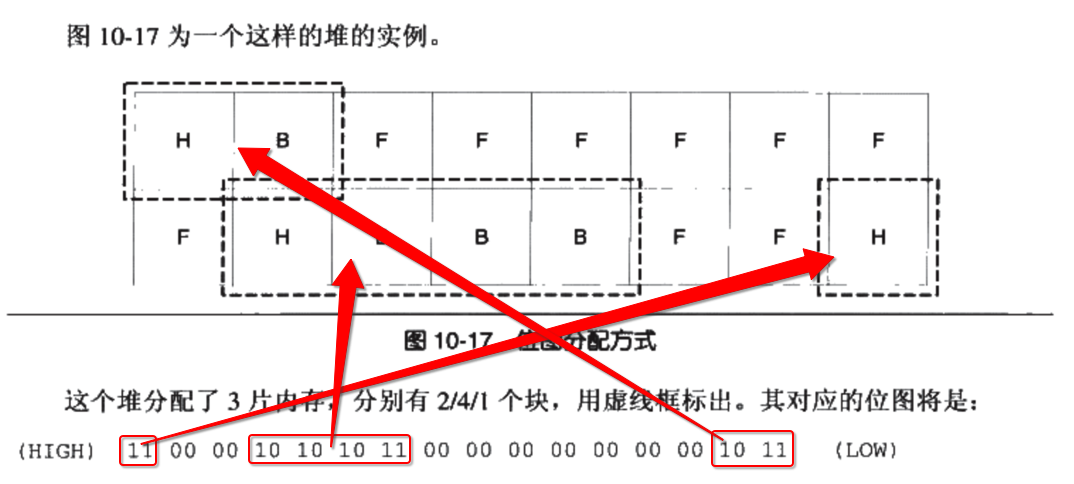 图 10-17 为一个这样的堆的实例。
H B F F F F F F
F H B B F F H
图 10-17 位图分配方式
这个堆分配了 3 片内存，分别有 2/4/1 个块，用虚线框标出。其对应的位图将是：
(HIGH) 11 00 00 10 10 10 11 00 00 00 00 00 00 00 10 11 (LOW)